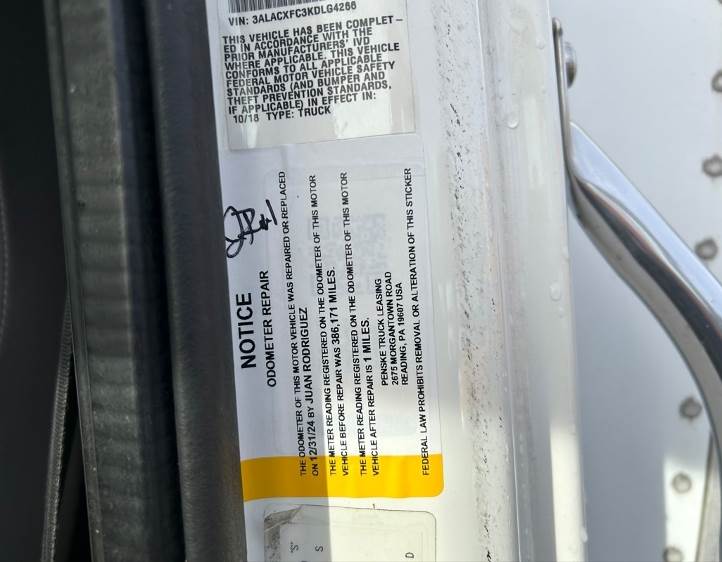 VIN: 3ALACXFC3KDLG4266
THIS VEHICLE HAS BEEN COMPLET-
ED IN ACCORDANCE WITH THE
PRIOR MANUFACTURERS' IVD
WHERE APPLICABLE. THIS VEHICLE
CONFORMS TO ALL APPLICABLE
FEDERAL MOTOR VEHICLE SAFETY
STANDARDS (AND BUMPER AND
THEFT PREVENTION STANDARDS,
IF APPLICABLE) IN EFFECT IN:
10/18 TYPE: TRUCK
NOTICE
ODOMETER REPAIR
THE ODOMETER OF THIS MOTOR VEHICLE WAS REPAIRED OR REPLACED
ON 12/31/24 BY JUAN RODRIGUEZ
THE METER READING REGISTERED ON THE ODOMETER OF THIS MOTOR
VEHICLE BEFORE REPAIR WAS 386,171 MILES.
THE METER READING REGISTERED ON THE ODOMETER OF THIS MOTOR
VEHICLE AFTER REPAIR IS 1 MILES.
PENSKE TRUCK LEASING
2675 MORGANTOWN ROAD
READING, PA 19607 USA
FEDERAL LAW PROHIBITS REMOVAL OR ALTERATION OF THIS STICKER
S
S
D